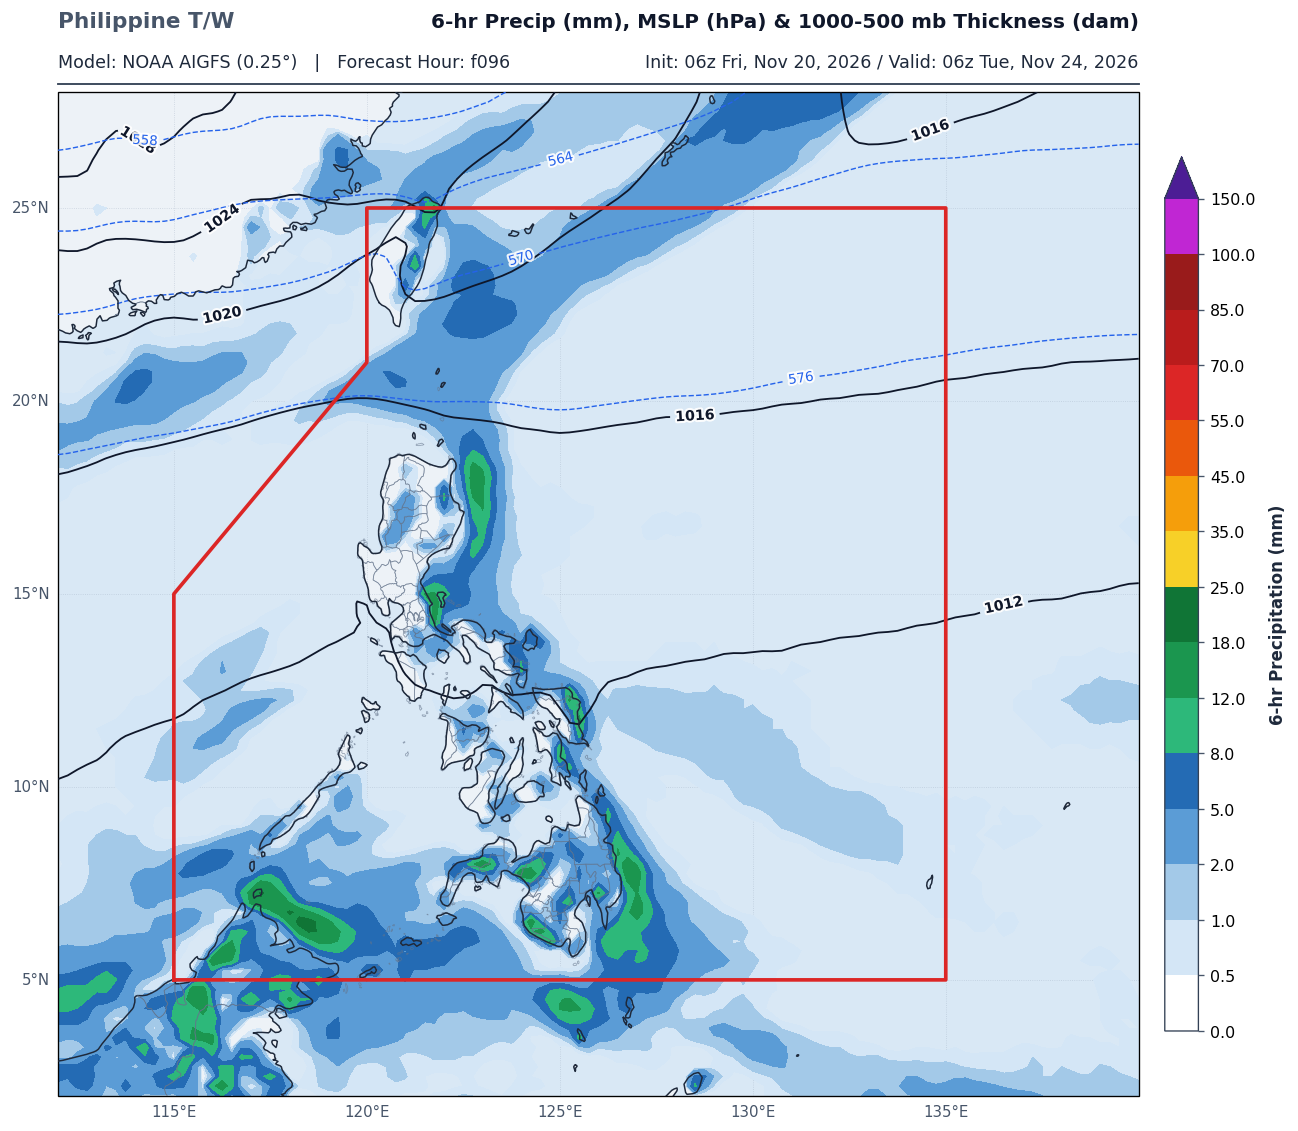 Philippine T/W
6-hr Precip (mm), MSLP (hPa) & 1000-500 mb Thickness (dam)
Model: NOAA AIGFS (0.25°) | Forecast Hour: f096
Init: 06z Fri, Nov 20, 2026 / Valid: 06z Tue, Nov 24, 2026
558
564
1016
1024
570
1020
576
1016
1012
25°N
20°N
15°N
10°N
5°N
115°E
120°E
125°E
130°E
135°E
150.0
100.0
85.0
70.0
55.0
45.0
35.0
25.0
18.0
12.0
8.0
5.0
2.0
1.0
0.5
0.0
6-hr Precipitation (mm)